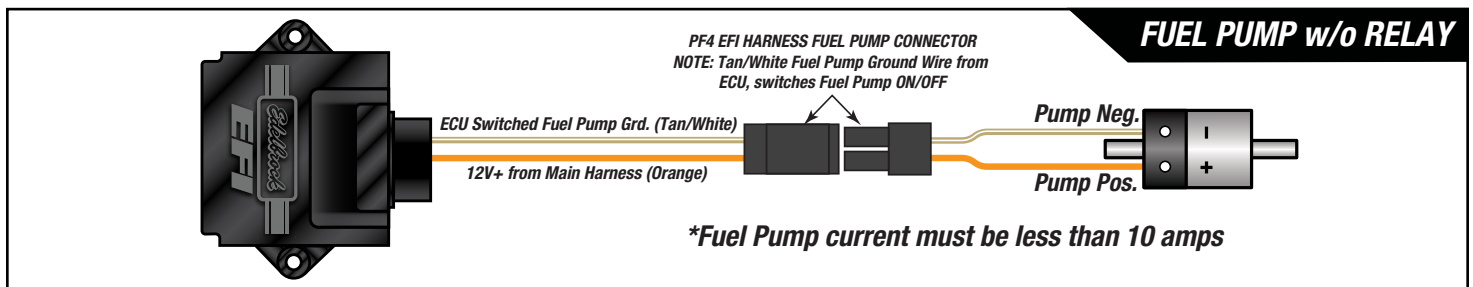 FUEL PUMP w/o RELAY
PF4 EFI HARNESS FUEL PUMP CONNECTOR
NOTE: Tan/White Fuel Pump Ground Wire from
ECU, switches Fuel Pump ON/OFF
Edelbrock
EFI
ECU Switched Fuel Pump Grd. (Tan/White)
12V+ from Main Harness (Orange)
Pump Neg.
-
+
Pump Pos.
*Fuel Pump current must be less than 10 amps